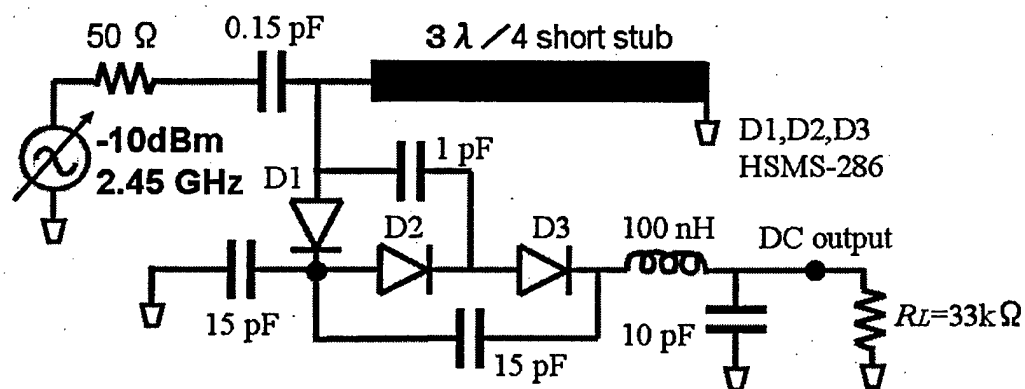 50 Ω
0.15 pF
3 λ/4 short stub
-10dBm
2.45 GHz
D1
1 pF
D1,D2,D3
HSMS-286
D2
D3
100 nH
DC output
15 pF
15 pF
10 pF
RL=33kΩ